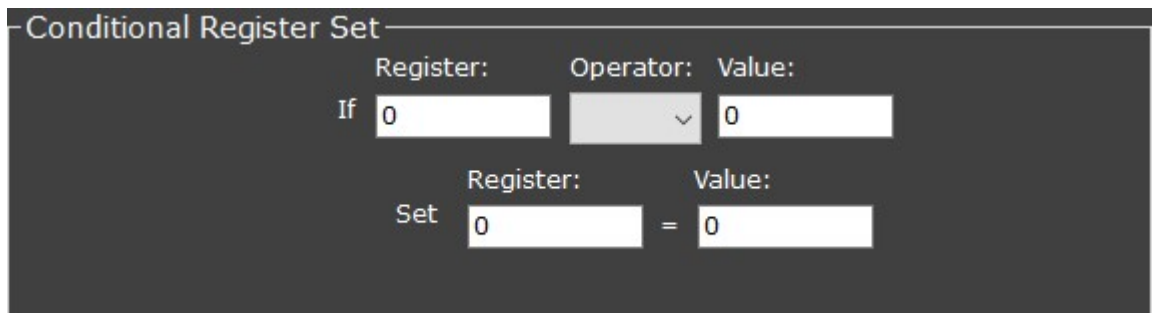 Conditional Register Set
Register: Operator: Value:
If 0 0
Register: Value:
Set 0 = 0